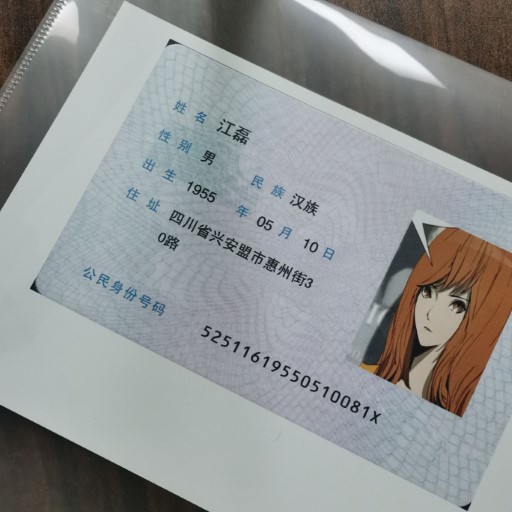 姓名 江磊
性别 男 民族 汉族
出生 1955 年 05 月 10 日
住址 四川省兴安盟市惠州街3
0路
公民身份号码 52511619550510081X